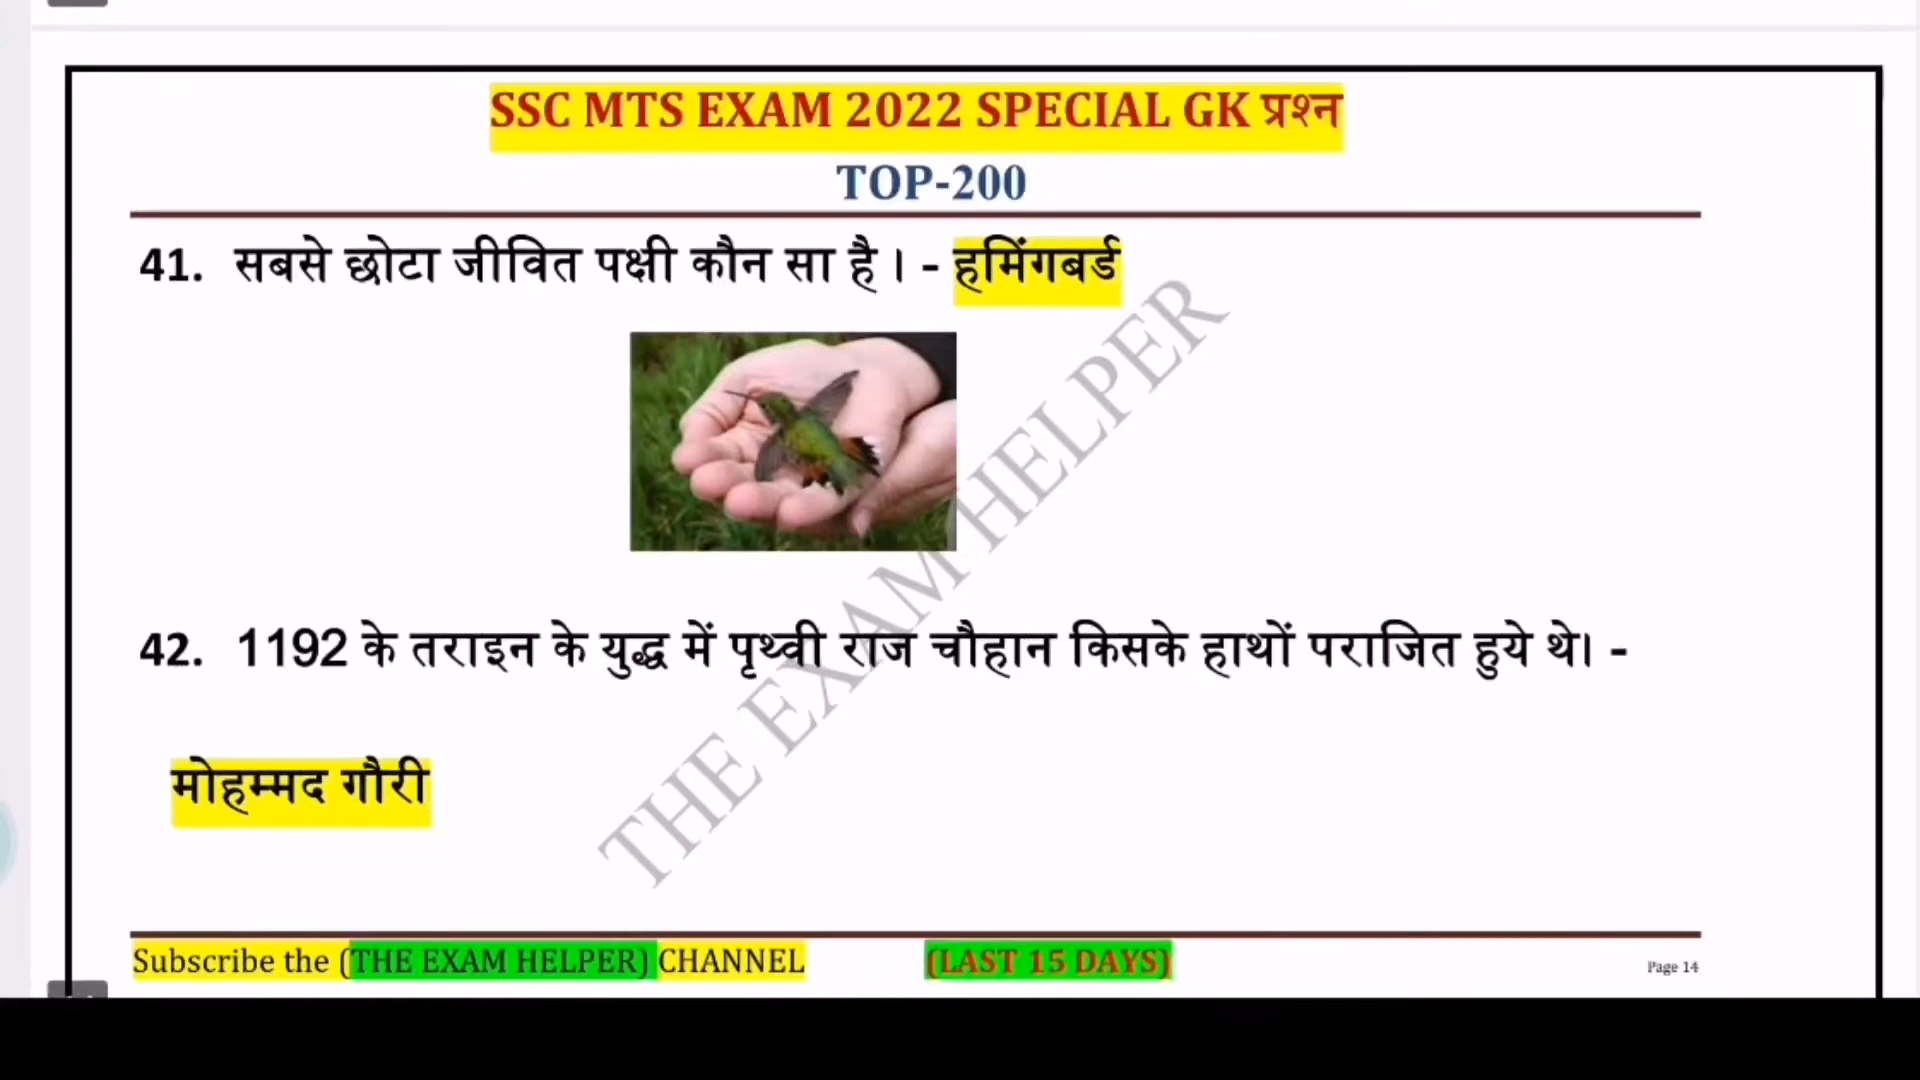 SSC MTS EXAM 2022 SPECIAL GK प्रश्न
TOP-200
41. सबसे छोटा जीवित पक्षी कौन सा है। - हमिंगबर्ड
42. 1192 के तराइन के युद्ध में पृथ्वी राज चौहान किसके हाथों पराजित हुये थे। -
मोहम्मद गौरी
THE EXAM HELPER
Subscribe the (THE EXAM HELPER) CHANNEL (LAST 15 DAYS) Page 14